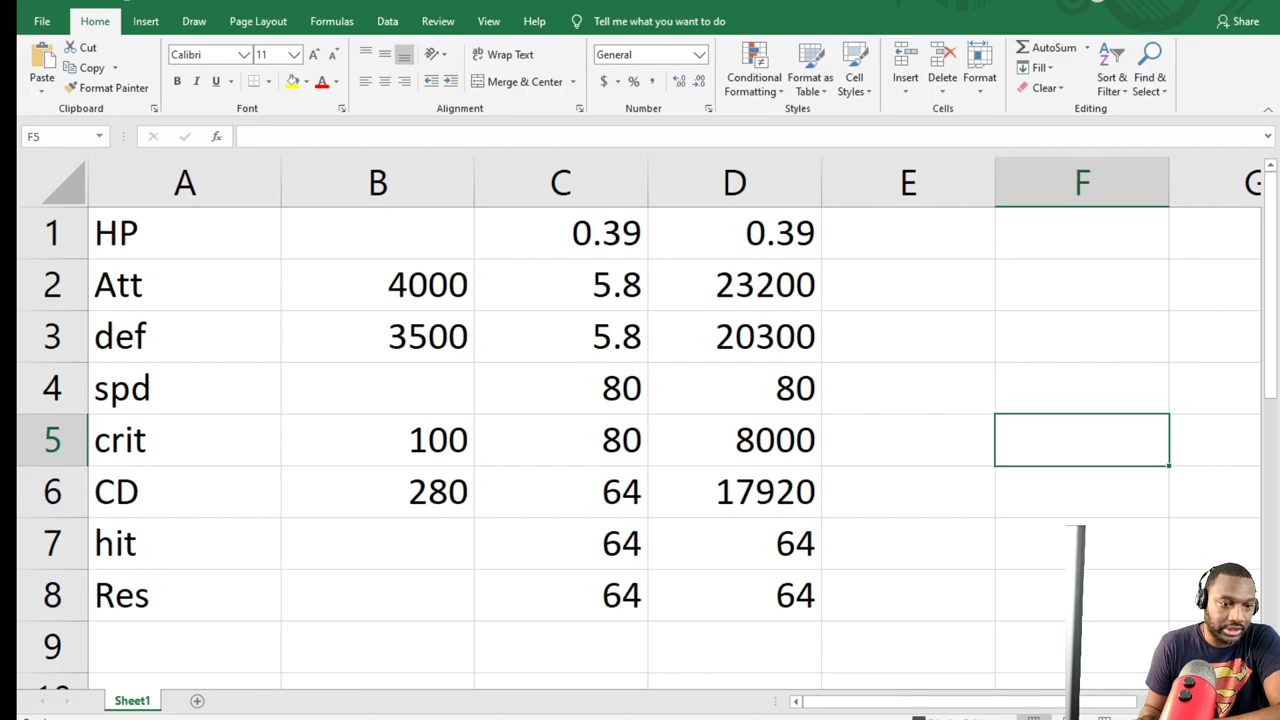 File Home Insert Draw Page Layout Formulas Data Review View Help Tell me what you want to do Share
Cut Calibri 11 Wrap Text General AutoSum
Copy Fill
Paste Format Painter B I U Merge & Center $ % , Conditional Formatting Format as Table Cell Styles Insert Delete Format Clear Sort & Filter Find & Select
Clipboard Font Alignment Number Styles Cells Editing
F5 fx
A B C D E F G
1 HP 0.39 0.39
2 Att 4000 5.8 23200
3 def 3500 5.8 20300
4 spd 80 80
5 crit 100 80 8000
6 CD 280 64 17920
7 hit 64 64
8 Res 64 64
9
10
Sheet1